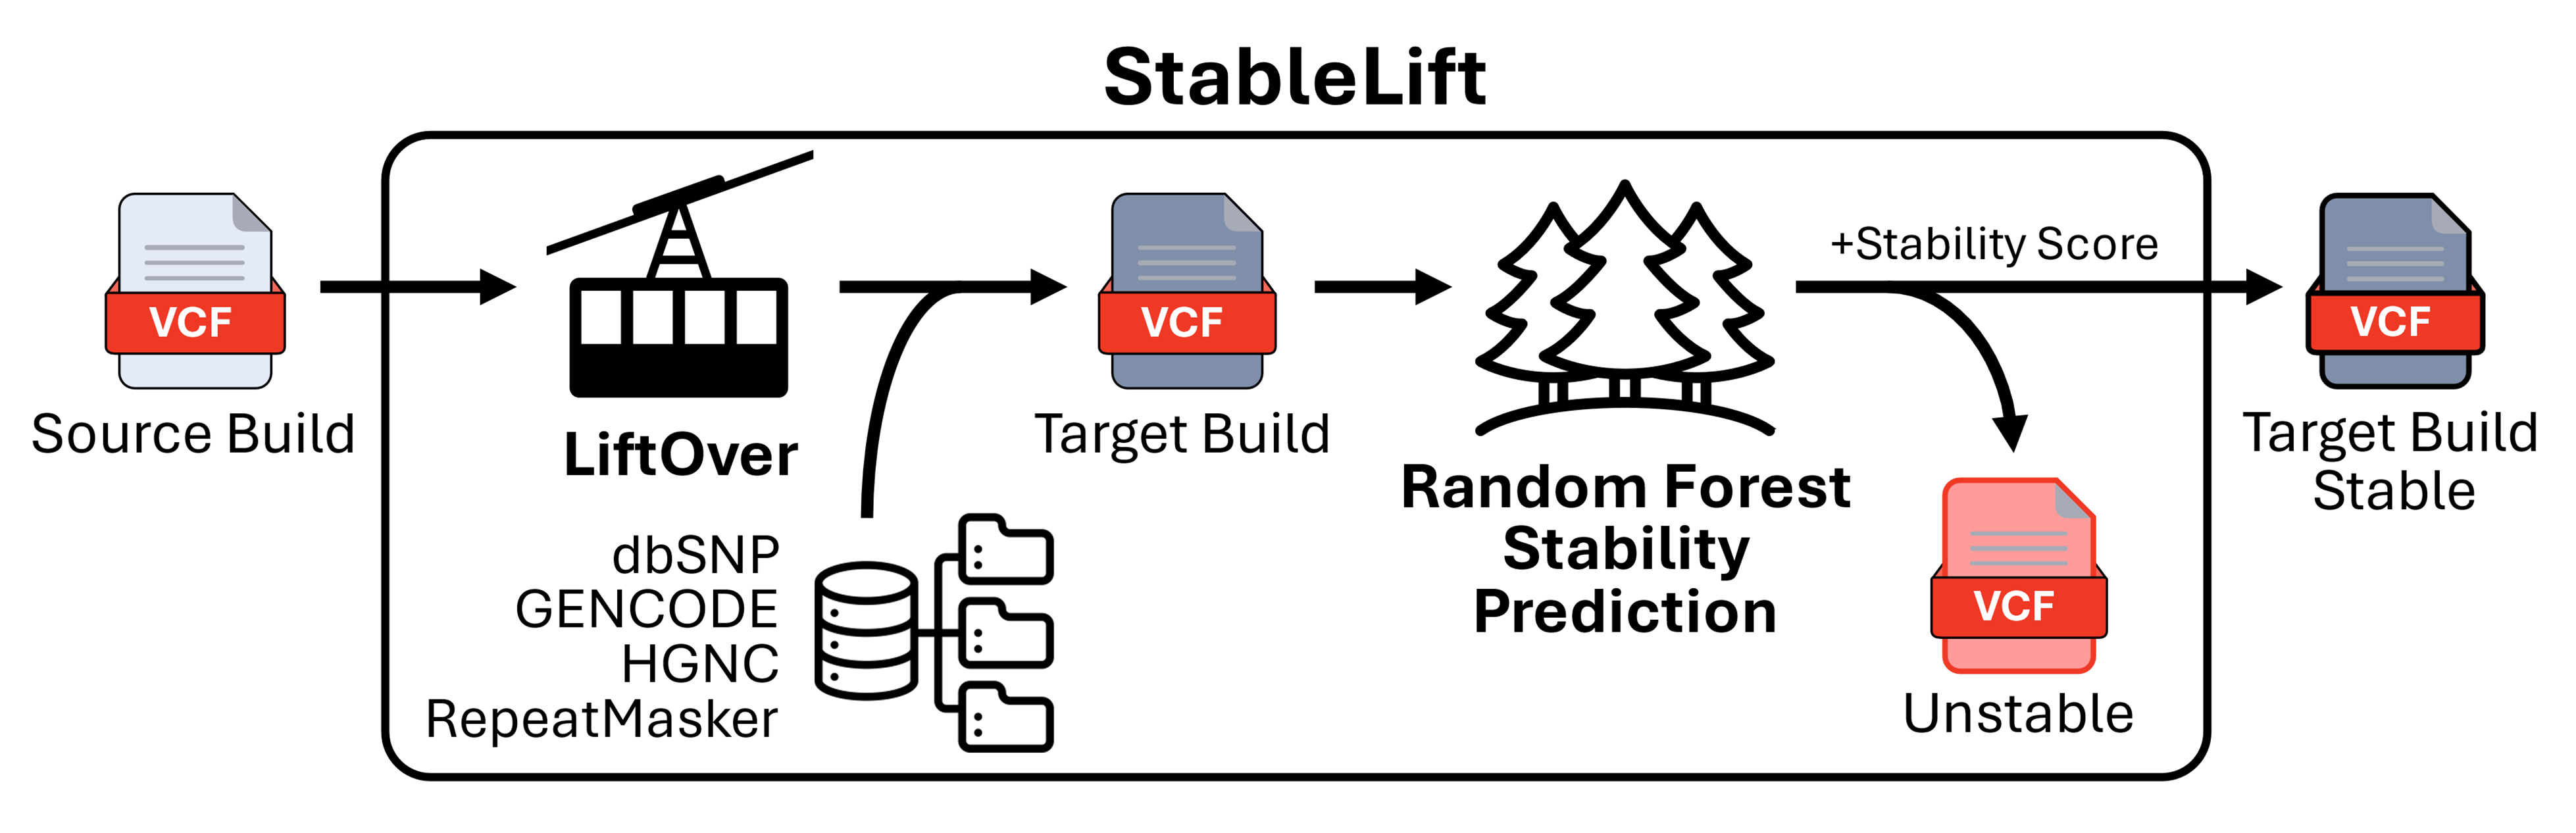 StableLift
VCF
Source Build
LiftOver
dbSNP
GENCODE
HGNC
RepeatMasker
VCF
Target Build
Random Forest
Stability
Prediction
+Stability Score
VCF
Unstable
VCF
Target Build
Stable